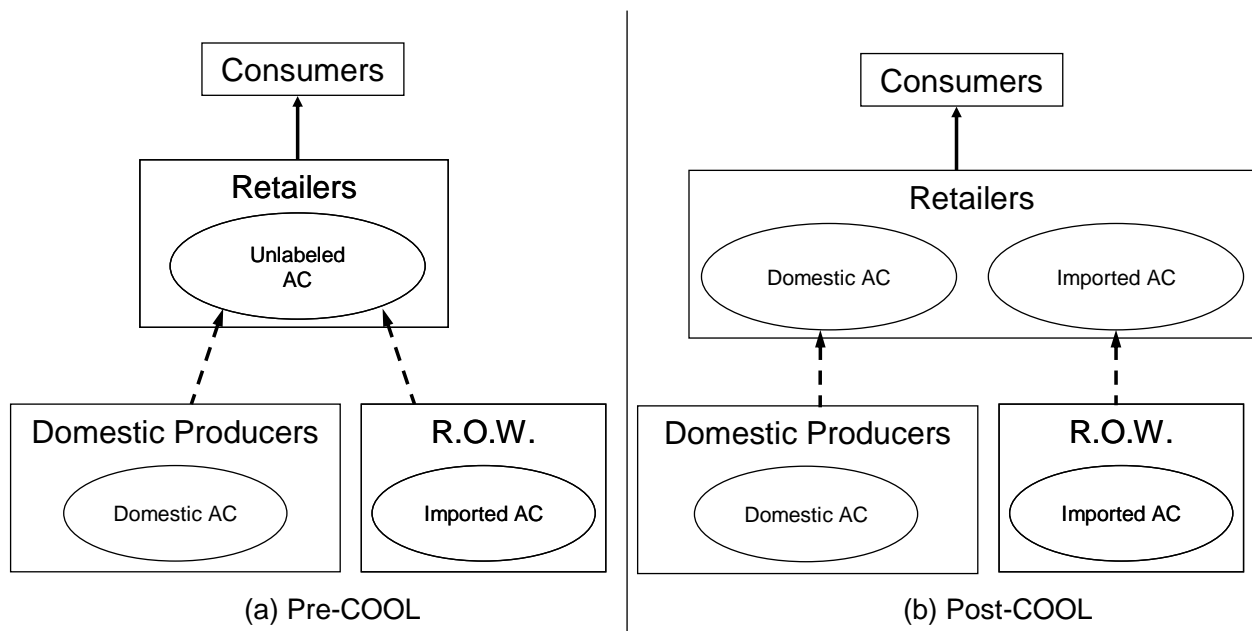 Consumers
Retailers
Unlabeled
AC
Domestic Producers
Domestic AC
R.O.W.
Imported AC
(a) Pre-COOL
Consumers
Retailers
Domestic AC
Imported AC
Domestic Producers
Domestic AC
R.O.W.
Imported AC
(b) Post-COOL